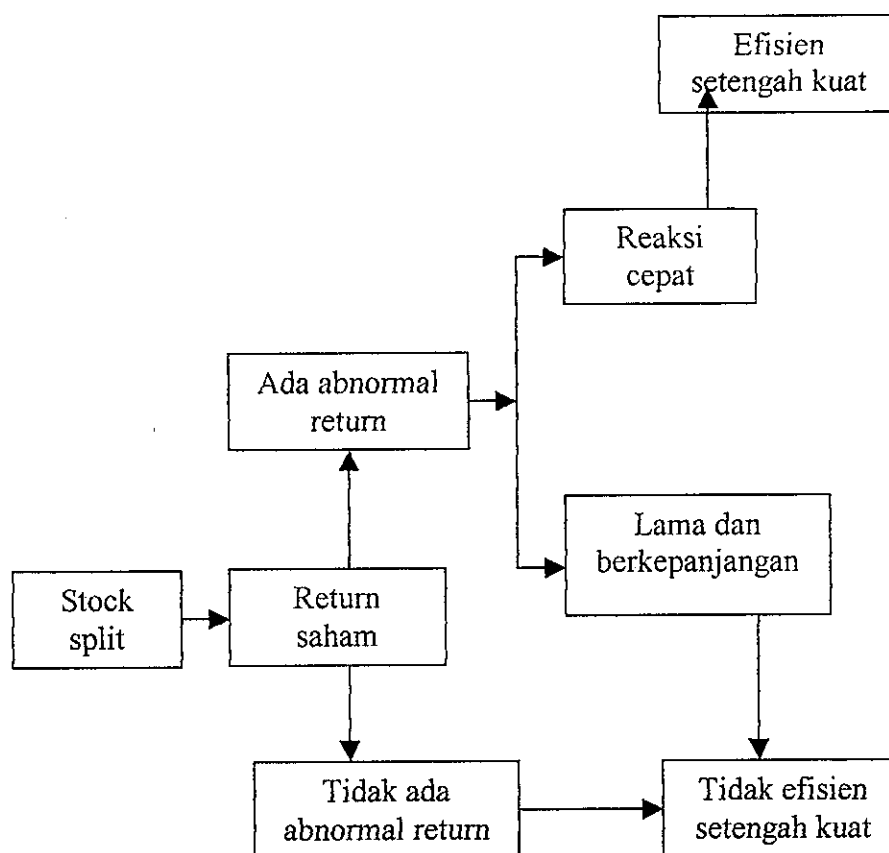 Efisien
setengah kuat
Reaksi
cepat
Ada abnormal
return
Lama dan
berkepanjangan
Stock
split
Return
saham
Tidak ada
abnormal return
Tidak efisien
setengah kuat